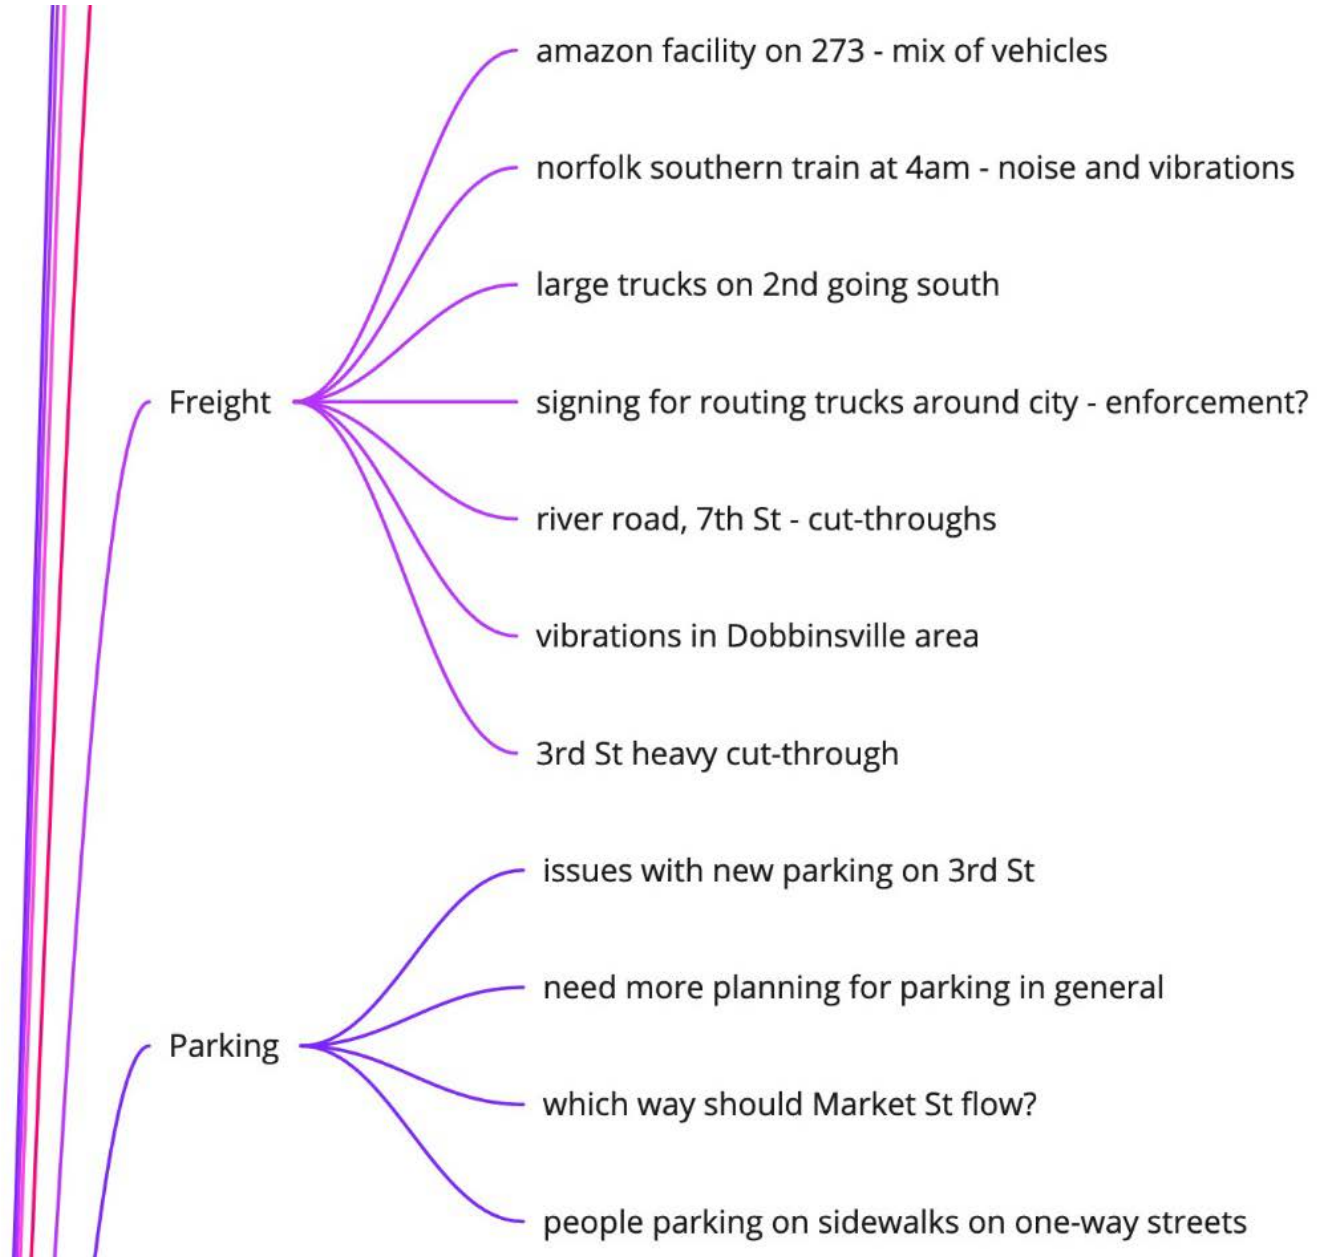 amazon facility on 273 - mix of vehicles
norfolk southern train at 4am - noise and vibrations
large trucks on 2nd going south
Freight
signing for routing trucks around city - enforcement?
river road, 7th St - cut-throughs
vibrations in Dobbinsville area
3rd St heavy cut-through
issues with new parking on 3rd St
need more planning for parking in general
Parking
which way should Market St flow?
people parking on sidewalks on one-way streets